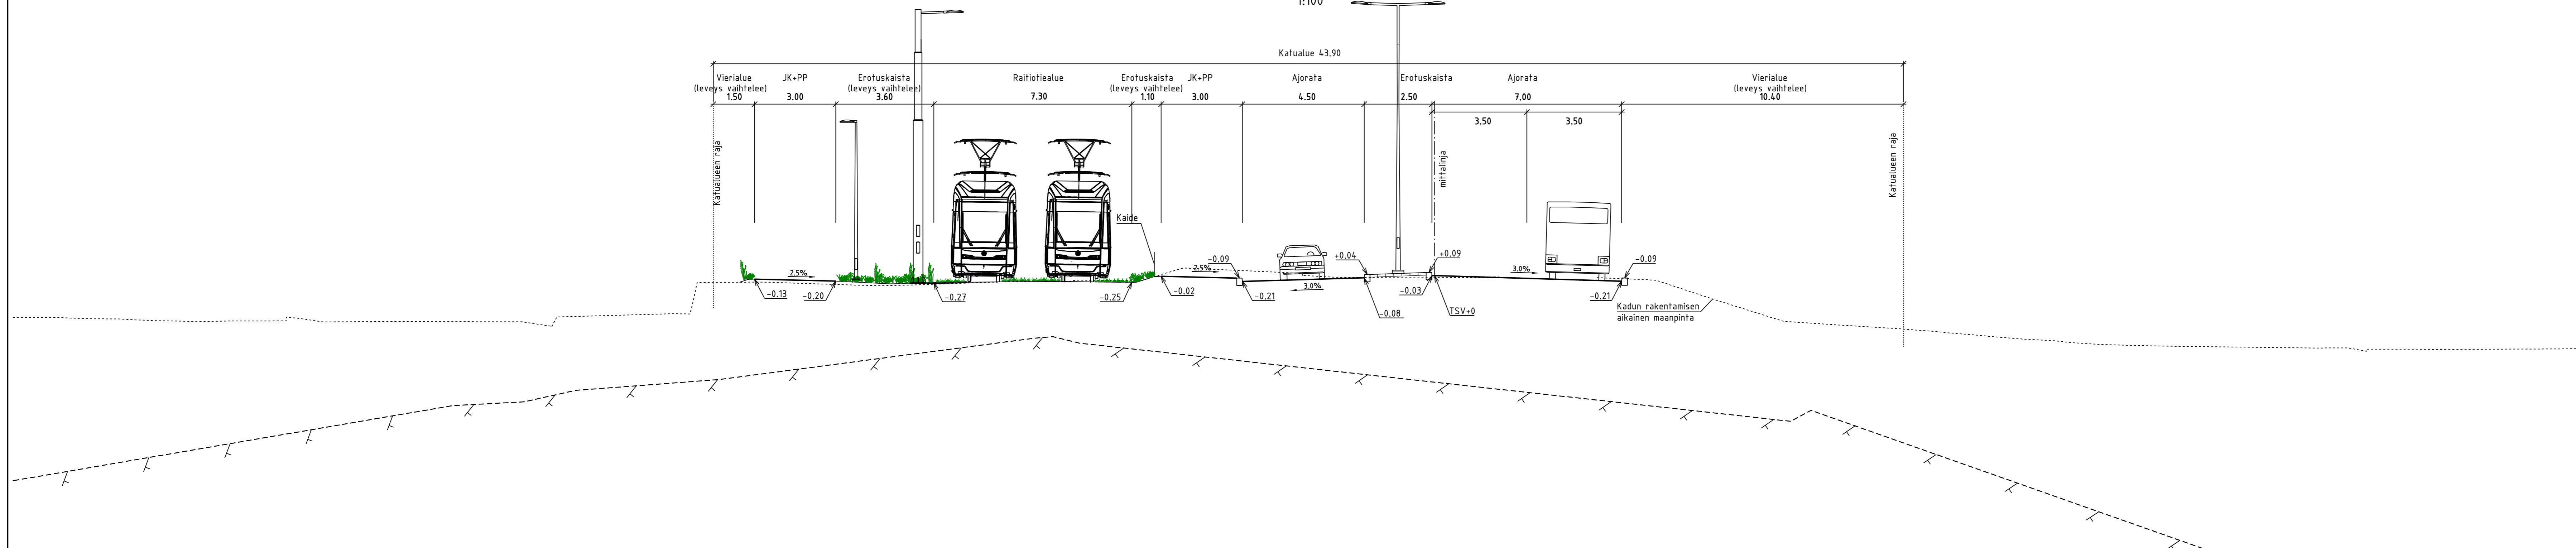 1:100
Katualue 43.90
Vierialue
(leveys vaihtelee)
1.50
JK+PP
3.00
Erotuskaista
(leveys vaihtelee)
3.60
Raitiotiealue
7.30
Erotuskaista
(leveys vaihtelee)
1.10
JK+PP
3.00
Ajorata
4.50
Erotuskaista
2.50
Ajorata
7.00
3.50
3.50
Vierialue
(leveys vaihtelee)
10.40
Katualueen raja
mittalinja
Katualueen raja
Kaide
2.5%
-0.13
-0.20
-0.27
-0.25
-0.02
2.5%
-0.09
-0.21
3.0%
+0.04
-0.08
-0.03
+0.09
TSV±0
3.0%
-0.21
-0.09
Kadun rakentamisen
aikainen maanpinta